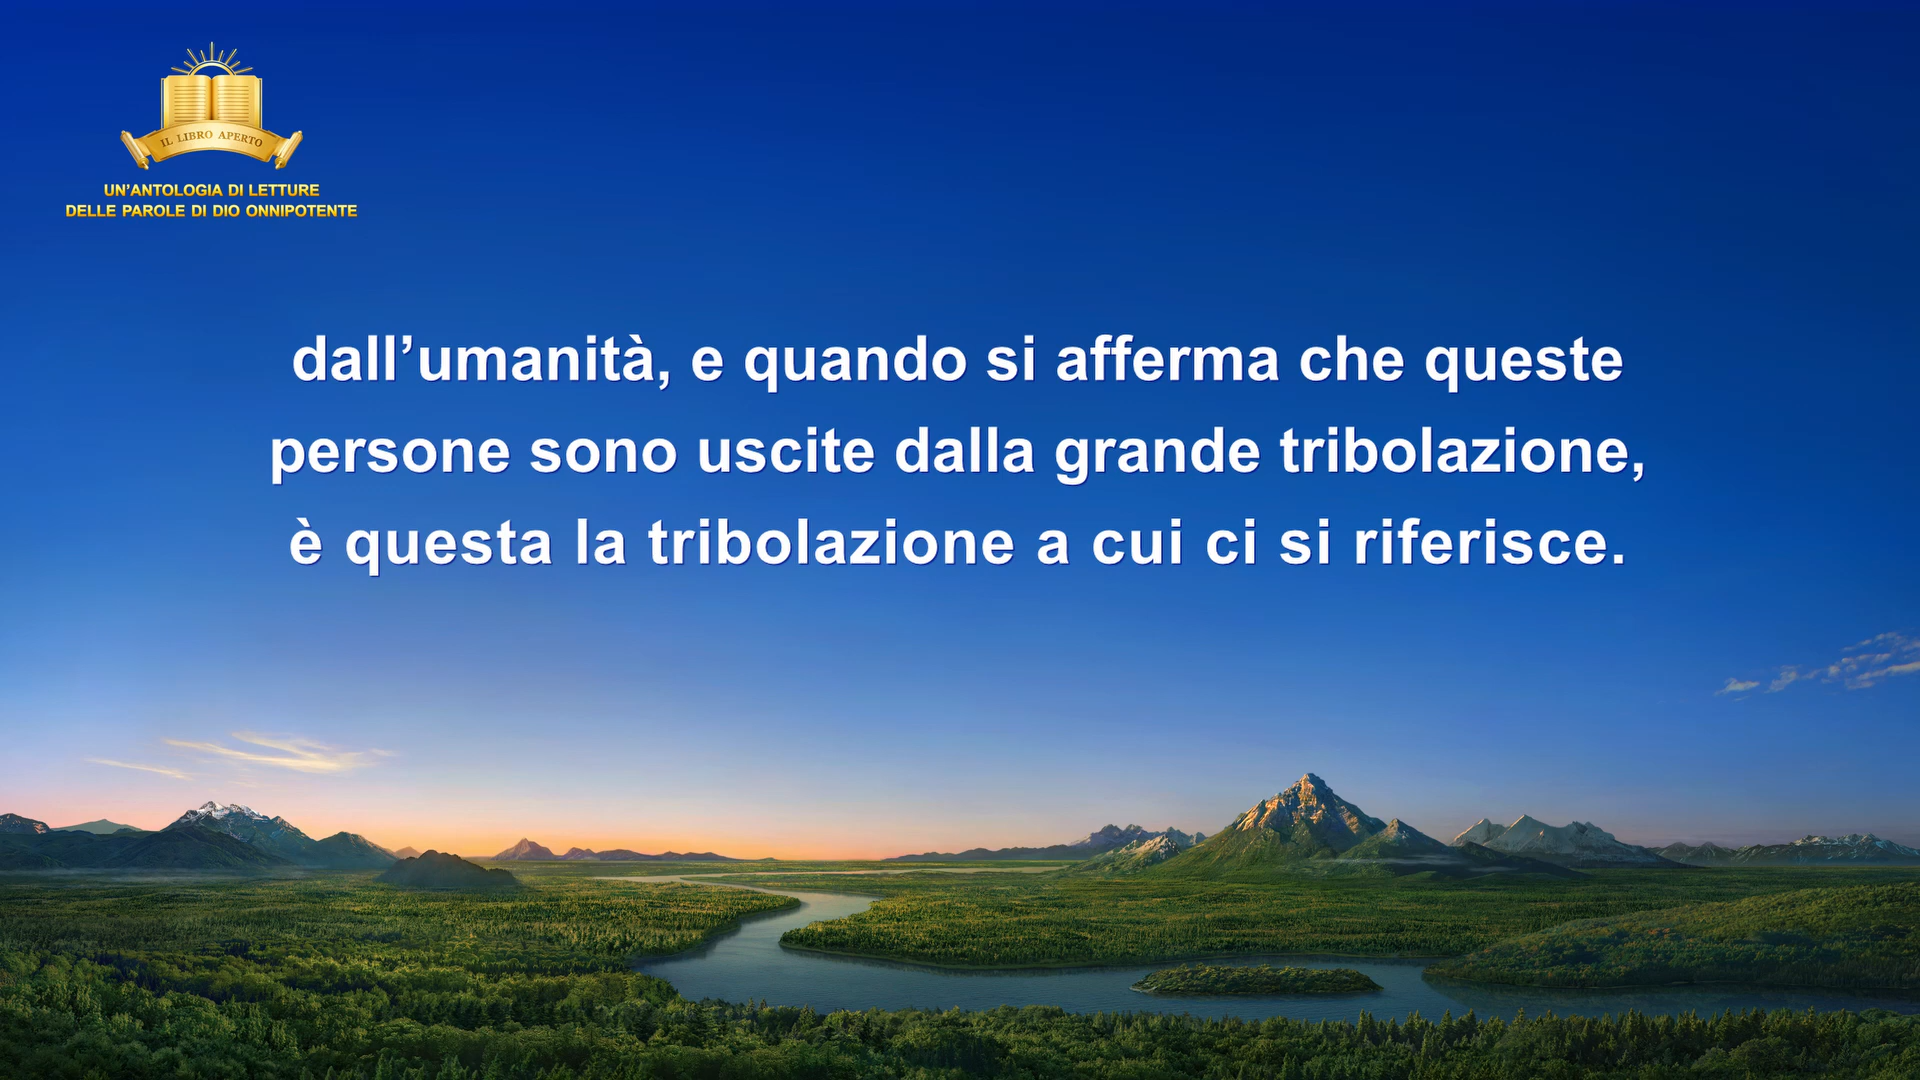 IL LIBRO APERTO
UN’ANTOLOGIA DI LETTURE
DELLE PAROLE DI DIO ONNIPOTENTE
dall’umanità, e quando si afferma che queste
persone sono uscite dalla grande tribolazione,
è questa la tribolazione a cui ci si riferisce.